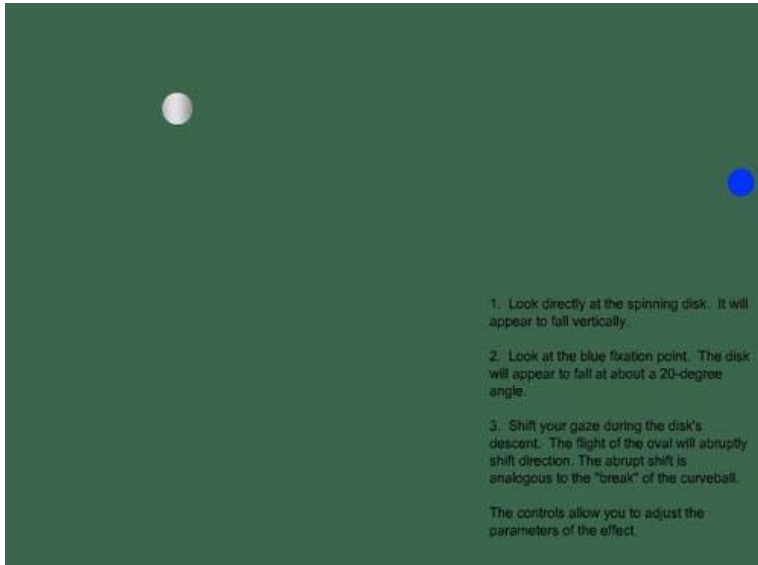 1.  Look directly at the spinning disk.  It will
appear to fall vertically.
2.  Look at the blue fixation point.  The disk
will appear to fall at about a 20-degree
angle.
3.  Shift your gaze during the disk's
descent.  The flight of the oval will abruptly
shift direction. The abrupt shift is
analogous to the "break" of the curveball.
The controls allow you to adjust the
parameters of the effect.